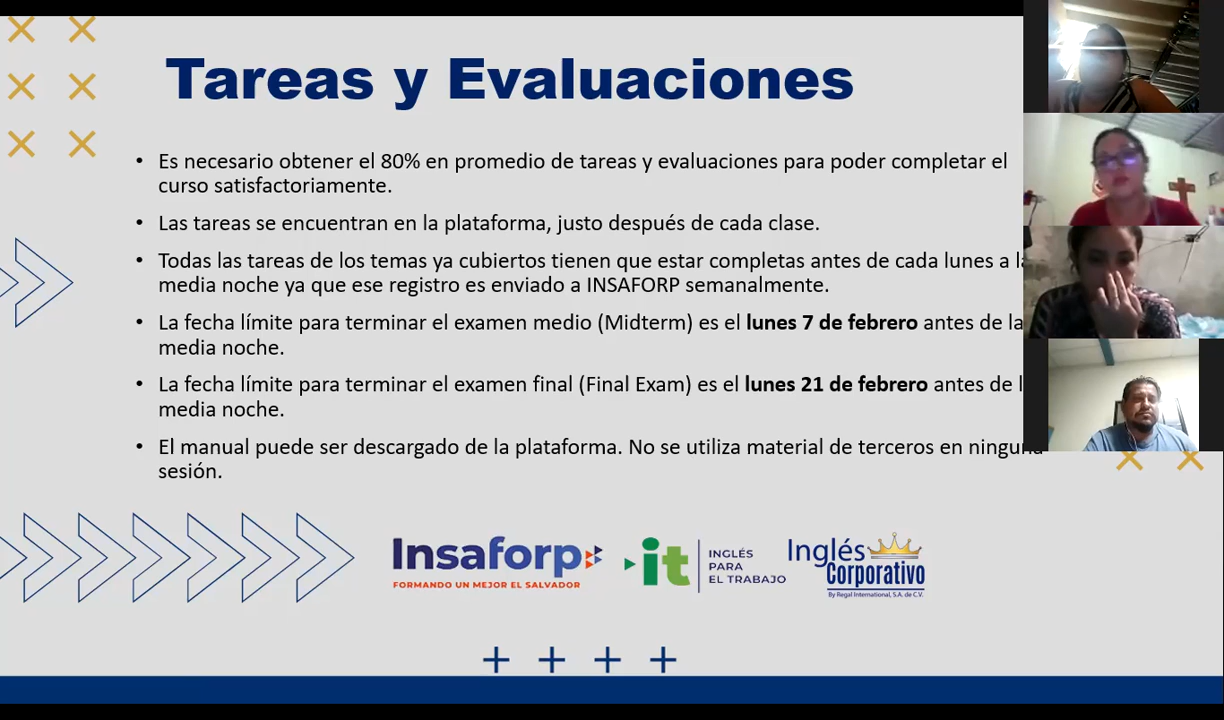 Tareas y Evaluaciones
• Es necesario obtener el 80% en promedio de tareas y evaluaciones para poder completar el
curso satisfactoriamente.
• Las tareas se encuentran en la plataforma, justo después de cada clase.
• Todas las tareas de los temas ya cubiertos tienen que estar completas antes de cada lunes a la
media noche ya que ese registro es enviado a INSAFORP semanalmente.
• La fecha límite para terminar el examen medio (Midterm) es el lunes 7 de febrero antes de la
media noche.
• La fecha límite para terminar el examen final (Final Exam) es el lunes 21 de febrero antes de
media noche.
• El manual puede ser descargado de la plataforma. No se utiliza material de terceros en ninguna
sesión.
Insaforp
FORMANDO UN MEJOR EL SALVADOR
it
INGLÉS
PARA
EL TRABAJO
Inglés
Corporativo
By Regal International, S.A. de C.V.